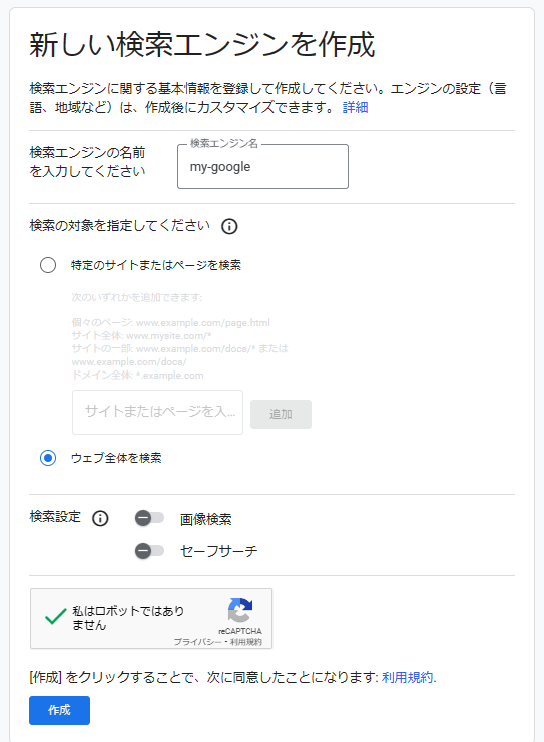 新しい検索エンジンを作成
検索エンジンに関する基本情報を登録して作成してください。エンジンの設定（言
語、地域など）は、作成後にカスタマイズできます。 詳細
検索エンジンの名前
を入力してください
検索エンジン名
my-google
検索の対象を指定してください
特定のサイトまたはページを検索
次のいずれかを追加できます:
個々のページ: www.example.com/page.html
サイト全体: www.mysite.com/*
サイトの一部: www.example.com/docs/* または
www.example.com/docs/
ドメイン全体: *.example.com
サイトまたはページを入...
追加
ウェブ全体を検索
検索設定
画像検索
セーフサーチ
私はロボットではあり
ません
reCAPTCHA
プライバシー - 利用規約
[作成] をクリックすることで、次に同意したことになります: 利用規約.
作成